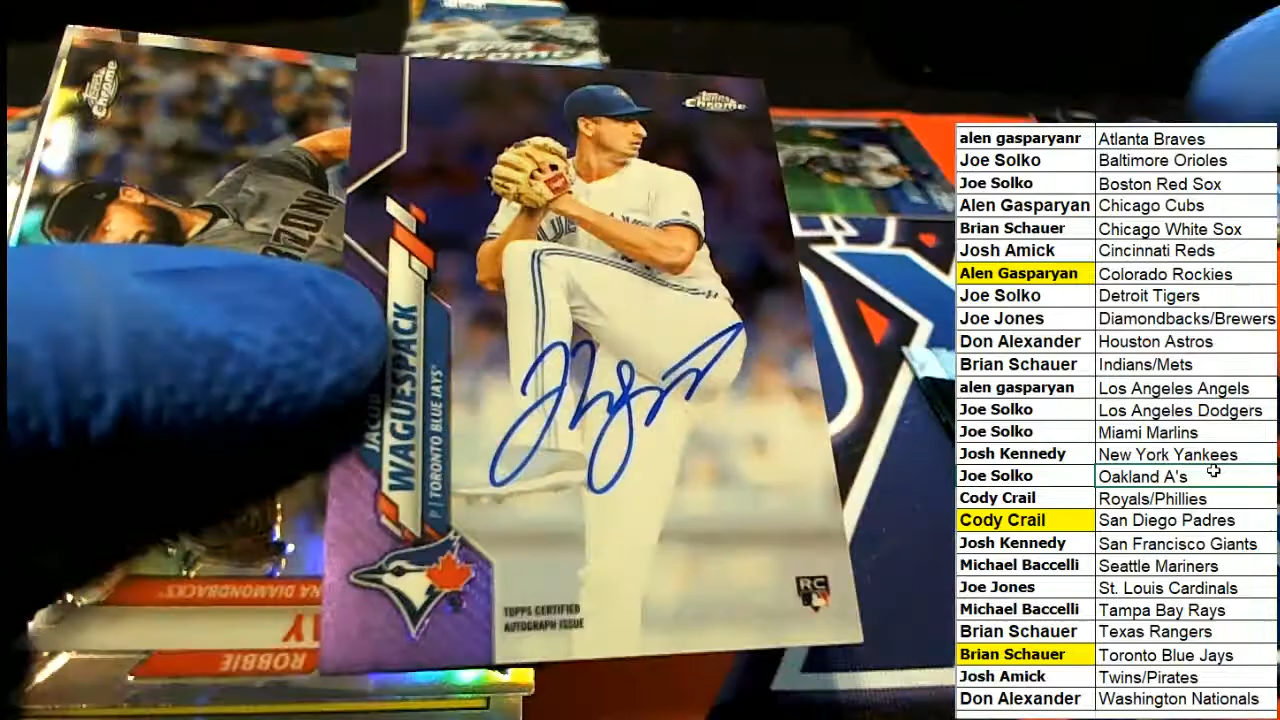 Topps
Chrome
Topps
Chrome
Topps
Chrome
JACOB
WAGUESPACK
P | TORONTO BLUE JAYS
TOPPS CERTIFIED
AUTOGRAPH ISSUE
RC
NA DIAMONDBACKS
ROBBIE
alen gasparyanr Atlanta Braves
Joe Solko Baltimore Orioles
Joe Solko Boston Red Sox
Alen Gasparyan Chicago Cubs
Brian Schauer Chicago White Sox
Josh Amick Cincinnati Reds
Alen Gasparyan Colorado Rockies
Joe Solko Detroit Tigers
Joe Jones Diamondbacks/Brewers
Don Alexander Houston Astros
Brian Schauer Indians/Mets
alen gasparyan Los Angeles Angels
Joe Solko Los Angeles Dodgers
Joe Solko Miami Marlins
Josh Kennedy New York Yankees
Joe Solko Oakland A's
Cody Crail Royals/Phillies
Cody Crail San Diego Padres
Josh Kennedy San Francisco Giants
Michael Baccelli Seattle Mariners
Joe Jones St. Louis Cardinals
Michael Baccelli Tampa Bay Rays
Brian Schauer Texas Rangers
Brian Schauer Toronto Blue Jays
Josh Amick Twins/Pirates
Don Alexander Washington Nationals